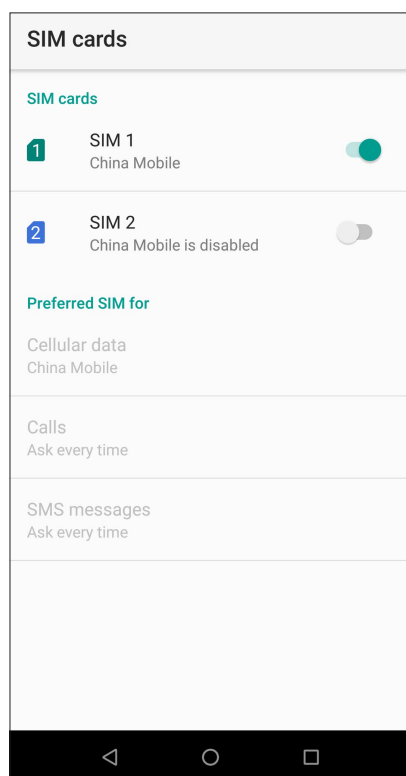 SIM cards
SIM cards
1
SIM 1
China Mobile
2
SIM 2
China Mobile is disabled
Preferred SIM for
Cellular data
China Mobile
Calls
Ask every time
SMS messages
Ask every time